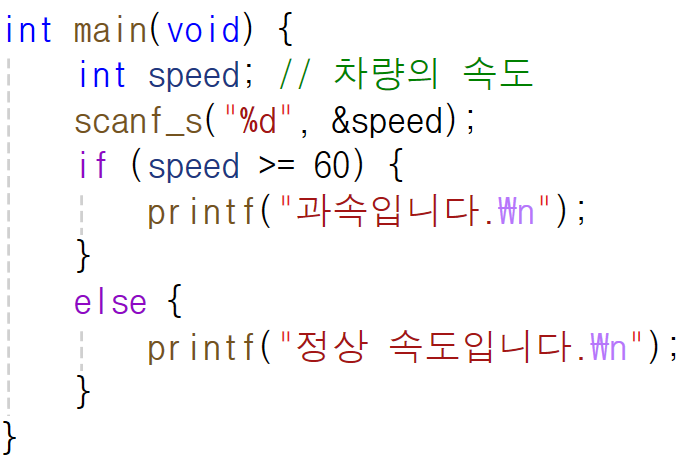 int main(void) {
    int speed; // 차량의 속도
    scanf_s("%d", &speed);
    if (speed >= 60) {
        printf("과속입니다.₩n");
    }
    else {
        printf("정상 속도입니다.₩n");
    }
}